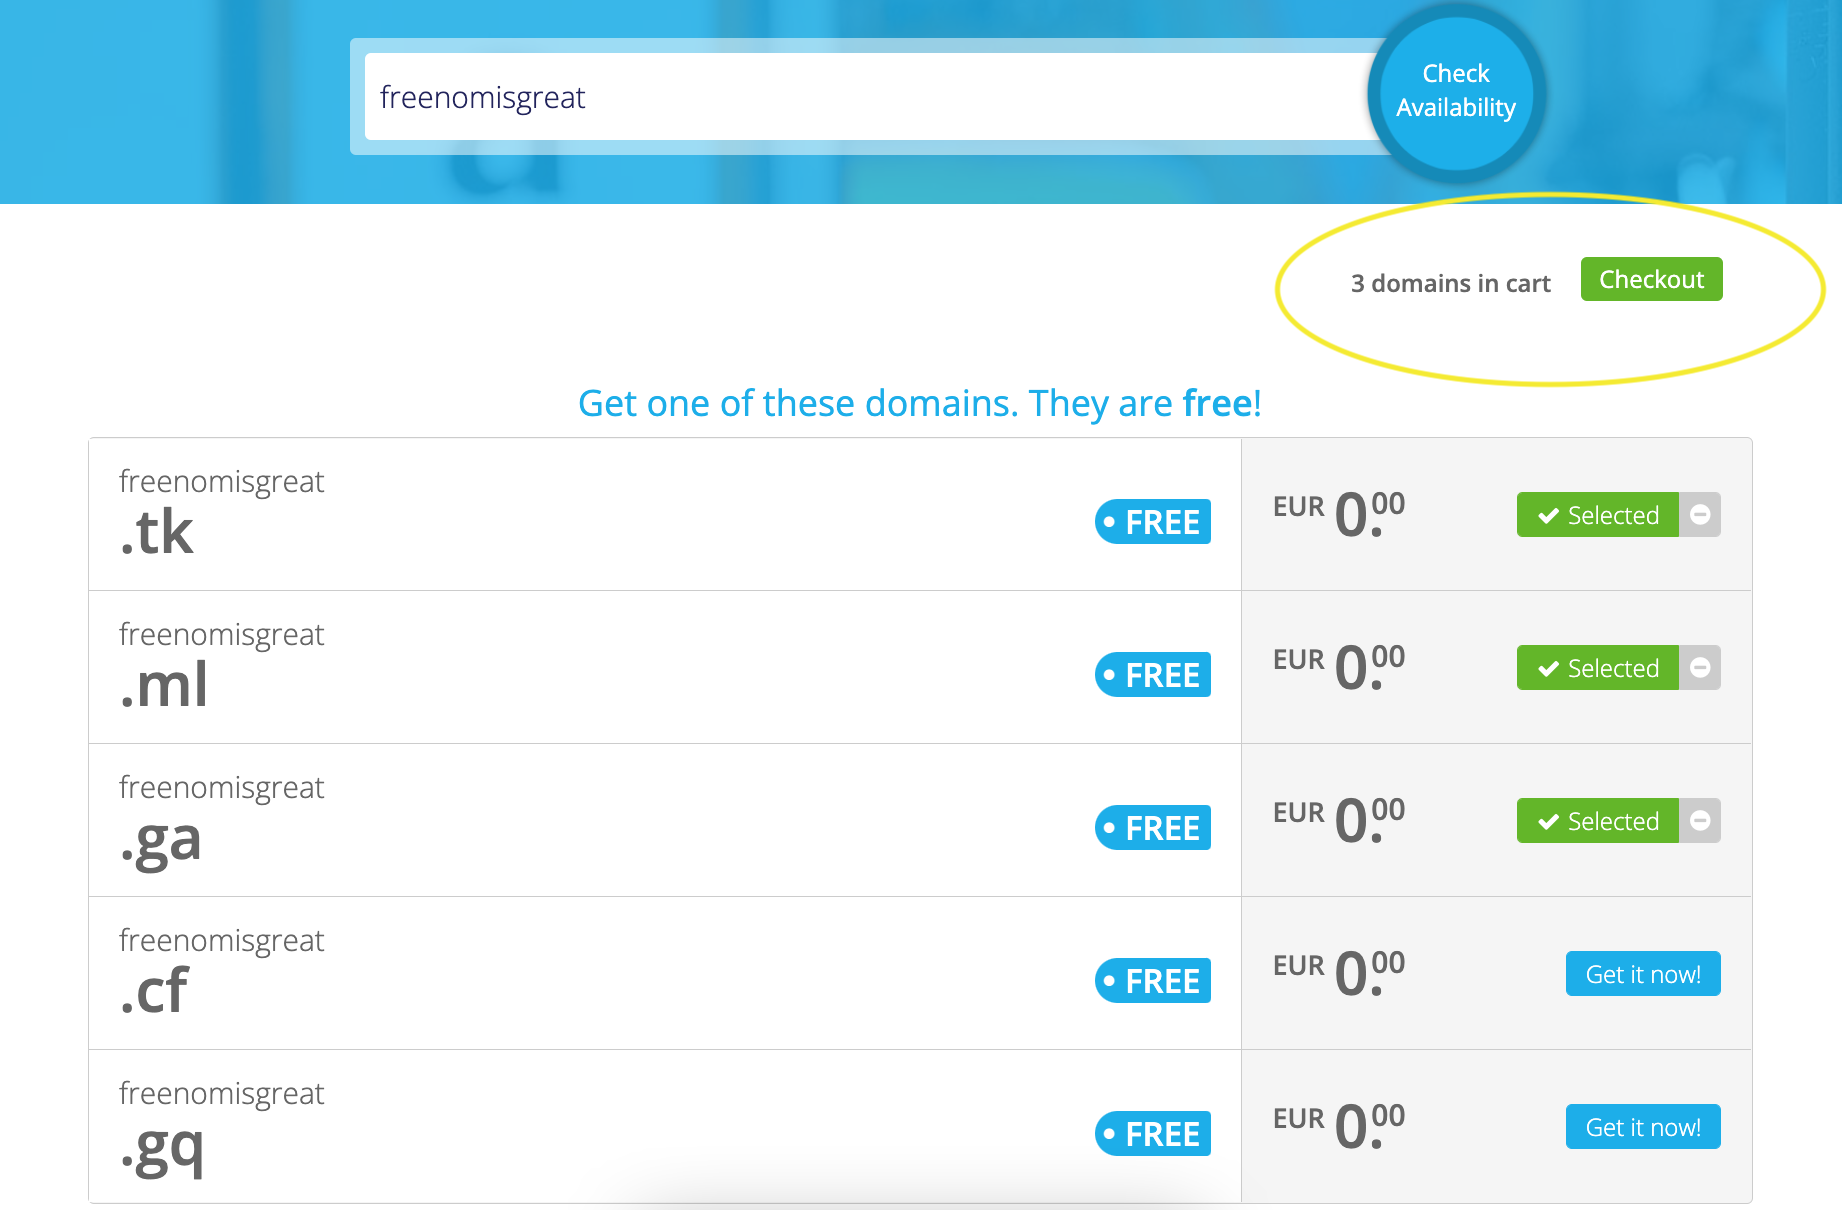 freenomisgreat
Check
Availability
3 domains in cart
Checkout
Get one of these domains. They are free!
freenomisgreat
.tk
FREE
EUR 0.00
Selected
freenomisgreat
.ml
FREE
EUR 0.00
Selected
freenomisgreat
.ga
FREE
EUR 0.00
Selected
freenomisgreat
.cf
FREE
EUR 0.00
Get it now!
freenomisgreat
.gq
FREE
EUR 0.00
Get it now!